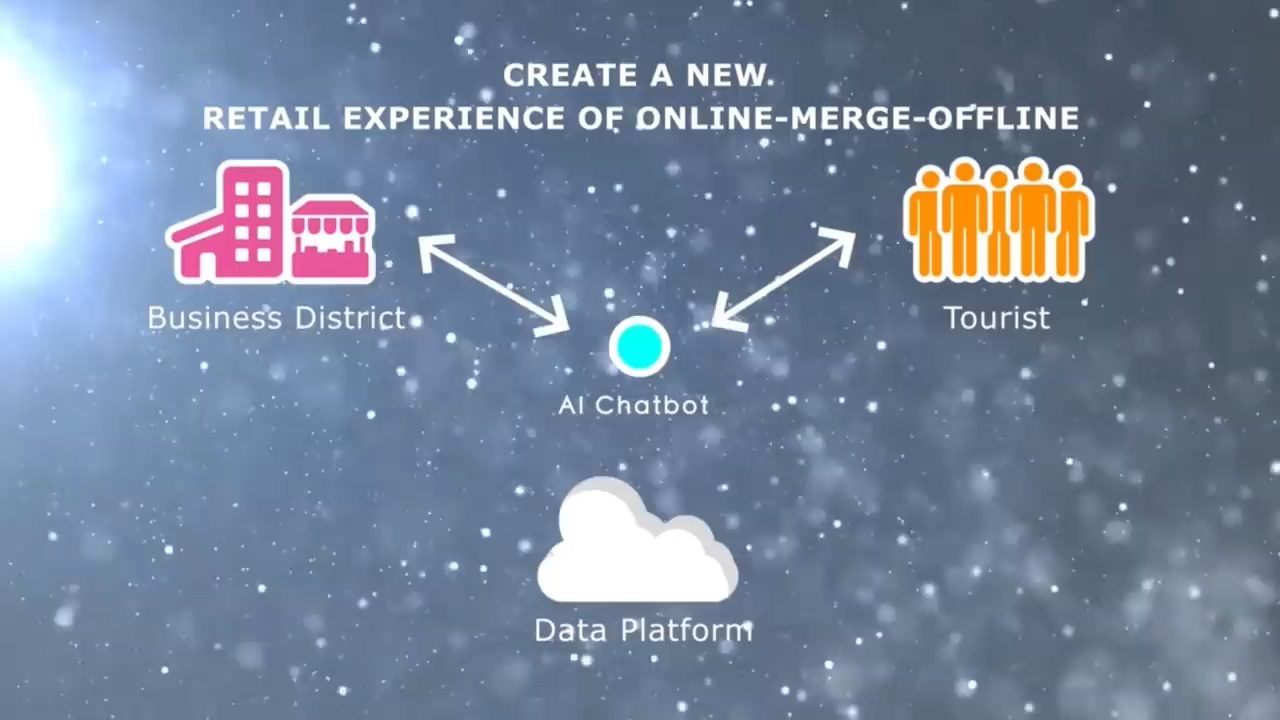 CREATE A NEW
RETAIL EXPERIENCE OF ONLINE-MERGE-OFFLINE
Business District
Tourist
AI Chatbot
Data Platform